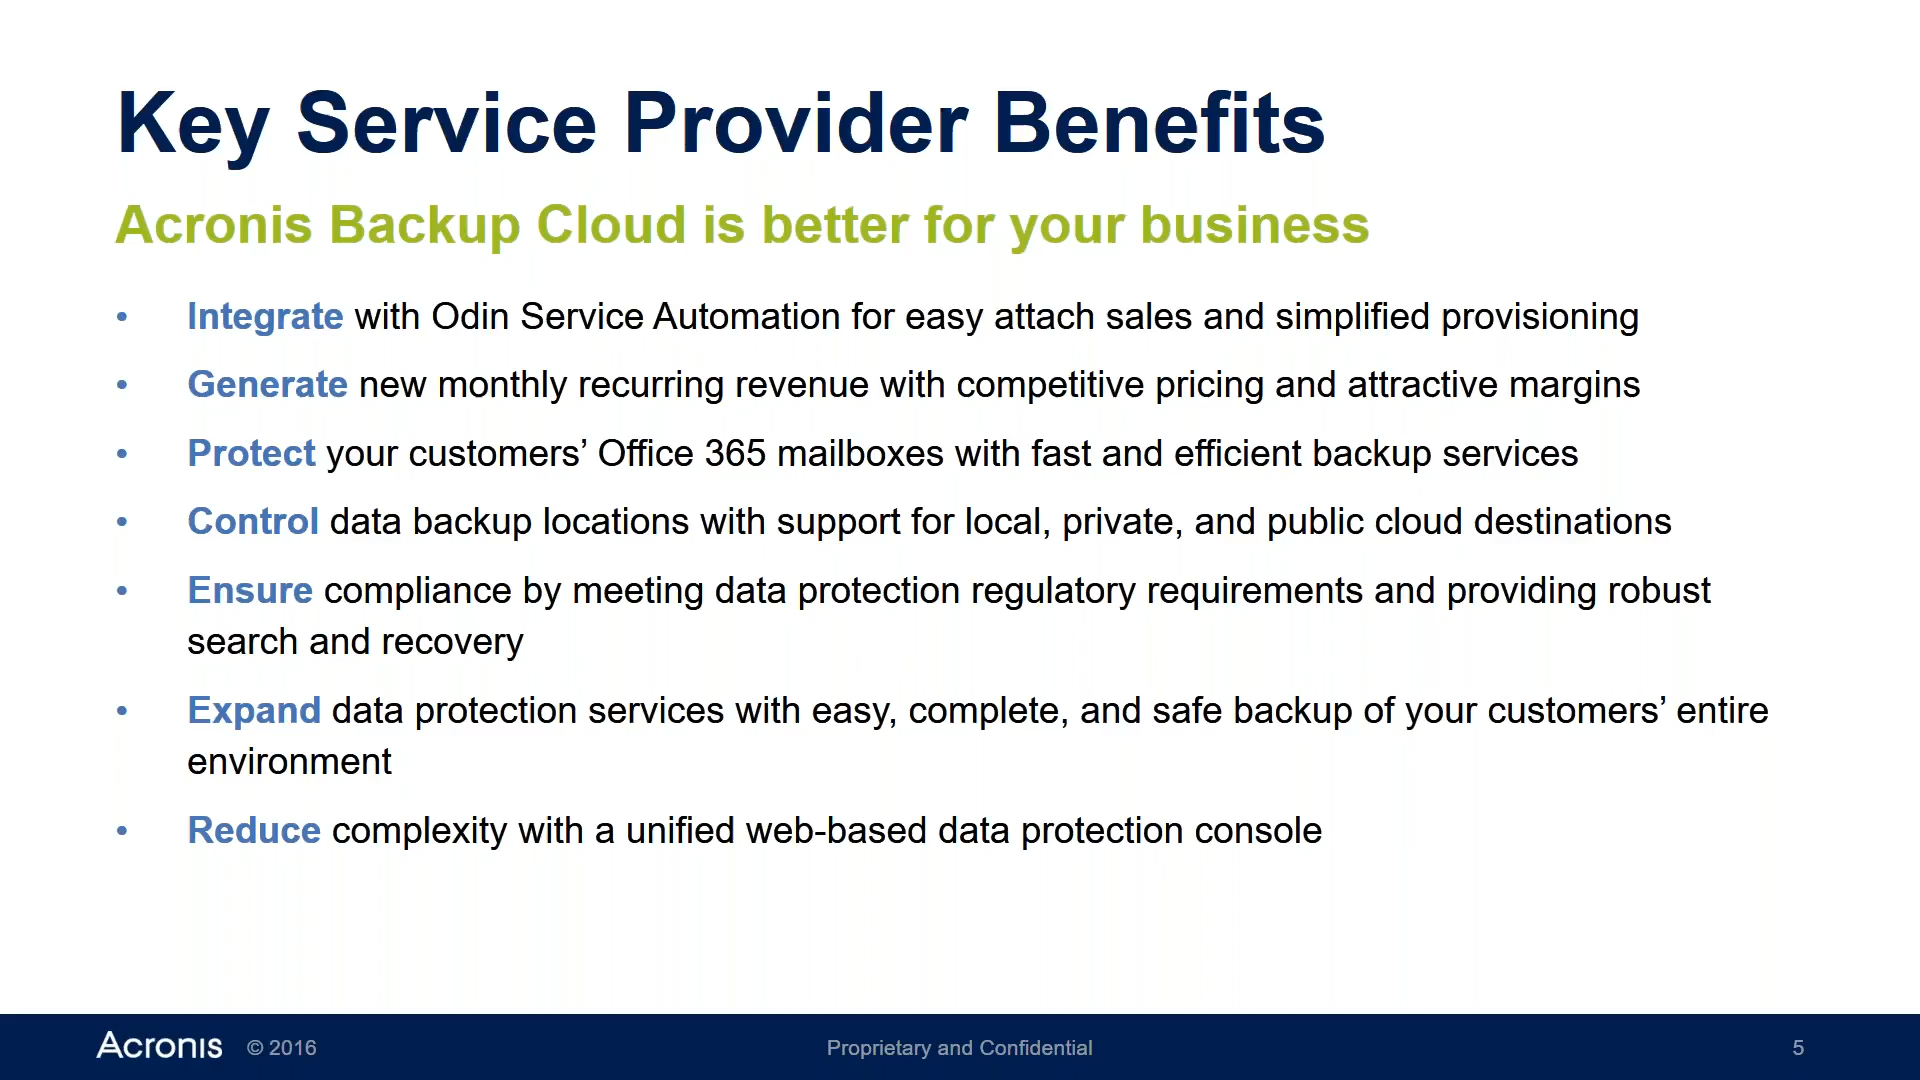 Key Service Provider Benefits
Acronis Backup Cloud is better for your business
• Integrate with Odin Service Automation for easy attach sales and simplified provisioning
• Generate new monthly recurring revenue with competitive pricing and attractive margins
• Protect your customers’ Office 365 mailboxes with fast and efficient backup services
• Control data backup locations with support for local, private, and public cloud destinations
• Ensure compliance by meeting data protection regulatory requirements and providing robust
search and recovery
• Expand data protection services with easy, complete, and safe backup of your customers’ entire
environment
• Reduce complexity with a unified web-based data protection console
Acronis © 2016 Proprietary and Confidential 5